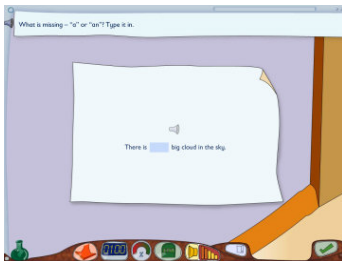 What is missing – "a" or "an"? Type it in.
There is big cloud in the sky.